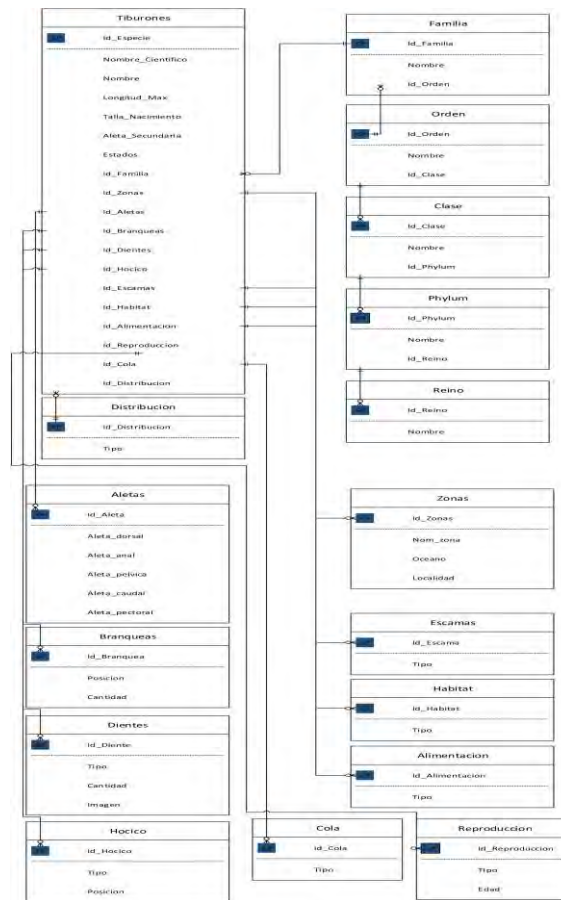 Tiburones
Id_Especie
Nombre_Cientifico
Nombre
Longitud_Max
Talla_Nacimiento
Aleta_Secundaria
Estados
Id_Familia
Id_Zonas
Id_Aletas
Id_Branqueas
Id_Dientes
Id_Hocico
Id_Escamas
Id_Habitat
Id_Alimentacion
Id_Reproduccion
Id_Cola
Id_Distribucion
Distribucion
Id_Distribucion
Tipo
Aletas
Id_Aleta
Aleta_dorsal
Aleta_anal
Aleta_pelvica
Aleta_caudal
Aleta_pectoral
Branqueas
Id_Branquea
Posicion
Cantidad
Dientes
Id_Diente
Tipo
Cantidad
Imagen
Hocico
Id_Hocico
Tipo
Posicion
Familia
Id_Familia
Nombre
Id_Orden
Orden
Id_Orden
Nombre
Id_Clase
Clase
Id_Clase
Nombre
Id_Phylum
Phylum
Id_Phylum
Nombre
Id_Reino
Reino
Id_Reino
Nombre
Zonas
Id_Zonas
Nom_zona
Oceano
Localidad
Escamas
Id_Escama
Tipo
Habitat
Id_Habitat
Tipo
Alimentacion
Id_Alimentacion
Tipo
Cola
Id_Cola
Tipo
Reproduccion
Id_Reproduccion
Tipo
Edad